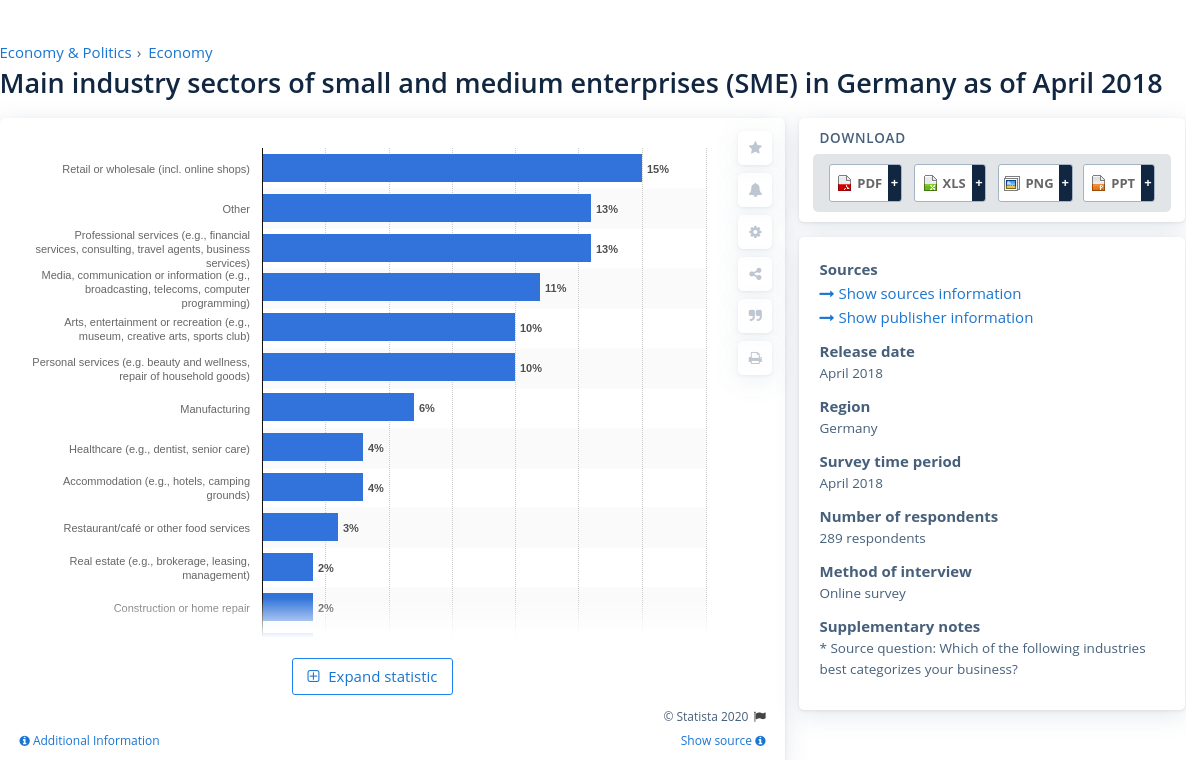 Economy & Politics › Economy
Main industry sectors of small and medium enterprises (SME) in Germany as of April 2018
Retail or wholesale (incl. online shops)
15%
Other
13%
Professional services (e.g., financial
services, consulting, travel agents, business
services)
13%
Media, communication or information (e.g.,
broadcasting, telecoms, computer
programming)
11%
Arts, entertainment or recreation (e.g.,
museum, creative arts, sports club)
10%
Personal services (e.g. beauty and wellness,
repair of household goods)
10%
Manufacturing
6%
Healthcare (e.g., dentist, senior care)
4%
Accommodation (e.g., hotels, camping
grounds)
4%
Restaurant/café or other food services
3%
Real estate (e.g., brokerage, leasing,
management)
2%
Construction or home repair
2%
Expand statistic
© Statista 2020
Additional Information
Show source
DOWNLOAD
PDF + XLS + PNG + PPT +
Sources
Show sources information
Show publisher information
Release date
April 2018
Region
Germany
Survey time period
April 2018
Number of respondents
289 respondents
Method of interview
Online survey
Supplementary notes
* Source question: Which of the following industries
best categorizes your business?